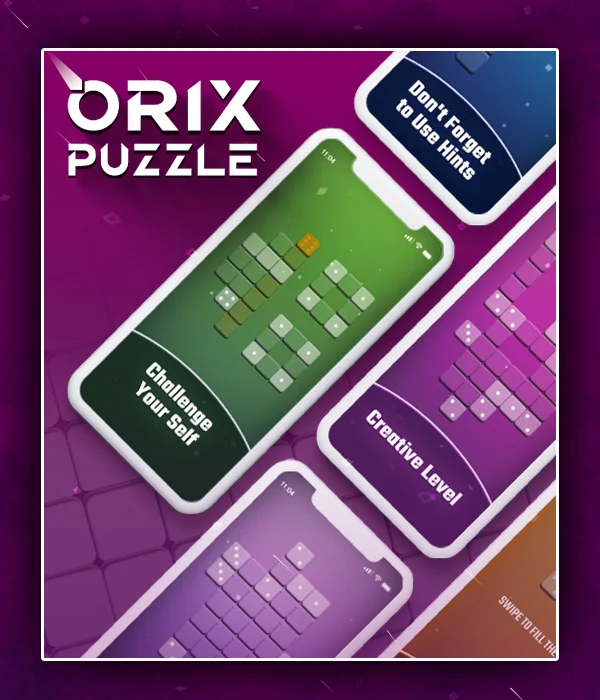 ORIX
PUZZLE
Don't Forget
to Use Hints
11:04
Challenge
Your Self
Creative Level
11:04
SWIPE TO FILL THE